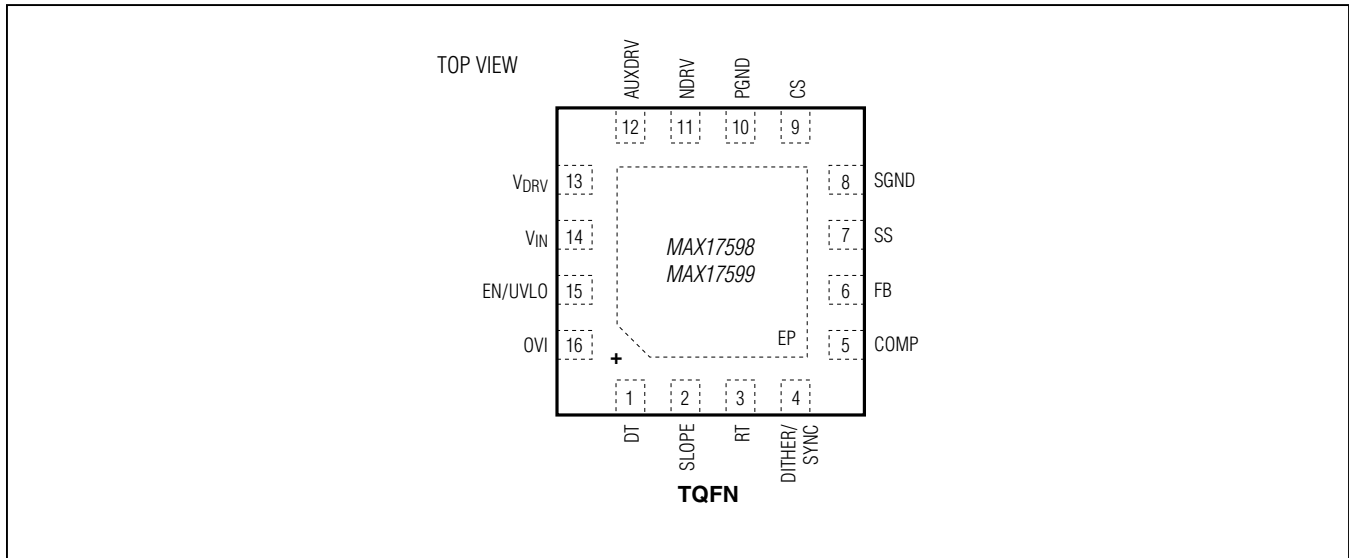 TOP VIEW
AUXDRV
NDRV
PGND
CS
12
11
10
9
VDRV
13
8
SGND
VIN
14
MAX17598
MAX17599
7
SS
EN/UVLO
15
6
FB
OVI
16
EP
5
COMP
+
1
2
3
4
DT
SLOPE
RT
DITHER/
SYNC
TQFN